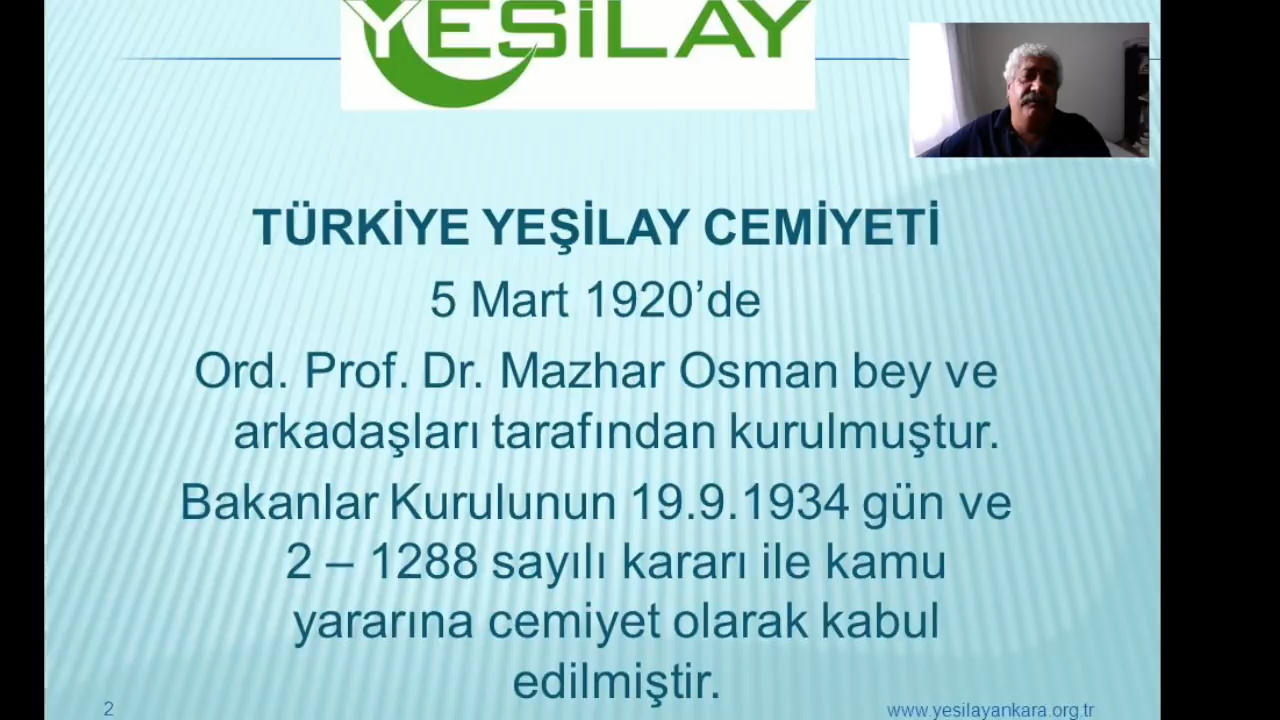 YEŞİLAY
TÜRKİYE YEŞİLAY CEMİYETİ
5 Mart 1920’de
Ord. Prof. Dr. Mazhar Osman bey ve
arkadaşları tarafından kurulmuştur.
Bakanlar Kurulunun 19.9.1934 gün ve
2 – 1288 sayılı kararı ile kamu
yararına cemiyet olarak kabul
edilmiştir.
2
www.yesilayankara.org.tr